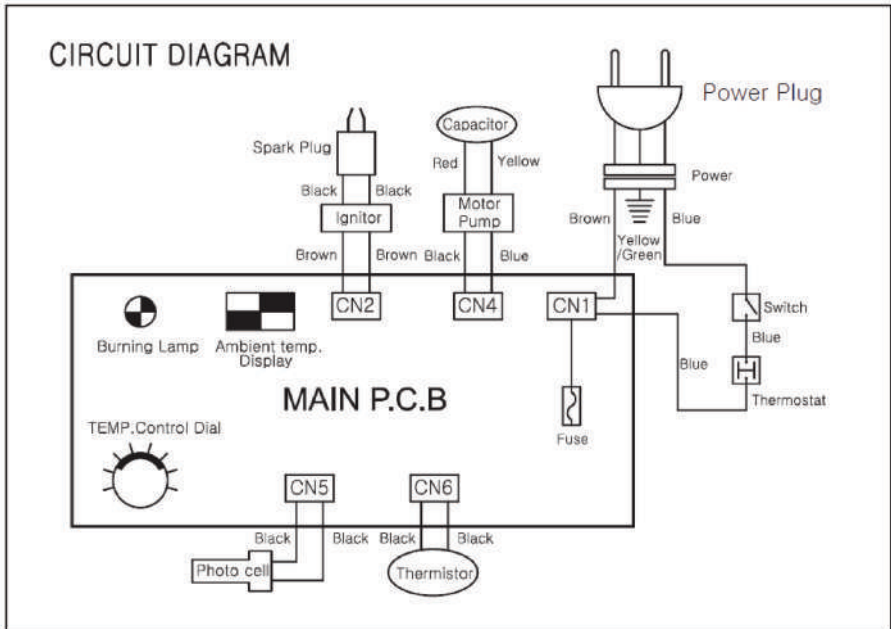 CIRCUIT DIAGRAM
Power Plug
Capacitor
Spark Plug
Red
Yellow
Power
Black
Black
Ignitor
Motor
Pump
Brown
Blue
Yellow
/Green
Brown
Brown
Black
Blue
CN2
CN4
CN1
Switch
Burning Lamp
Ambient temp.
Display
Blue
Blue
Thermostat
MAIN P.C.B
TEMP.Control Dial
Fuse
CN5
CN6
Black
Black
Black
Black
Photo cell
Thermistor